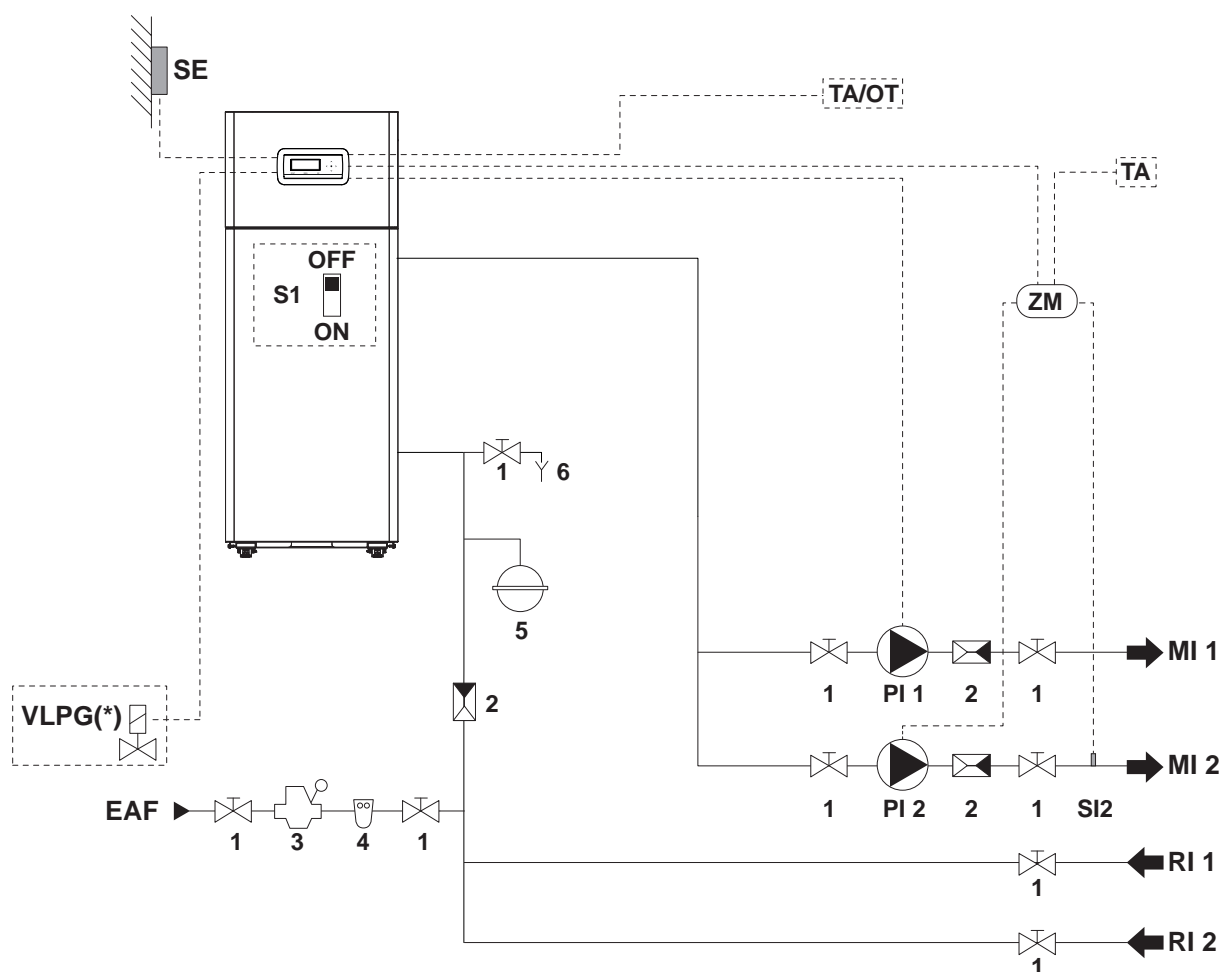 SE
TA/OT
TA
OFF
S1
ON
ZM
1 6
5
MI 1
1 PI 1 2 1
2
VLPG(*)
MI 2
1 PI 2 2 1 SI2
EAF
1 3 4 1
RI 1
1
RI 2
1